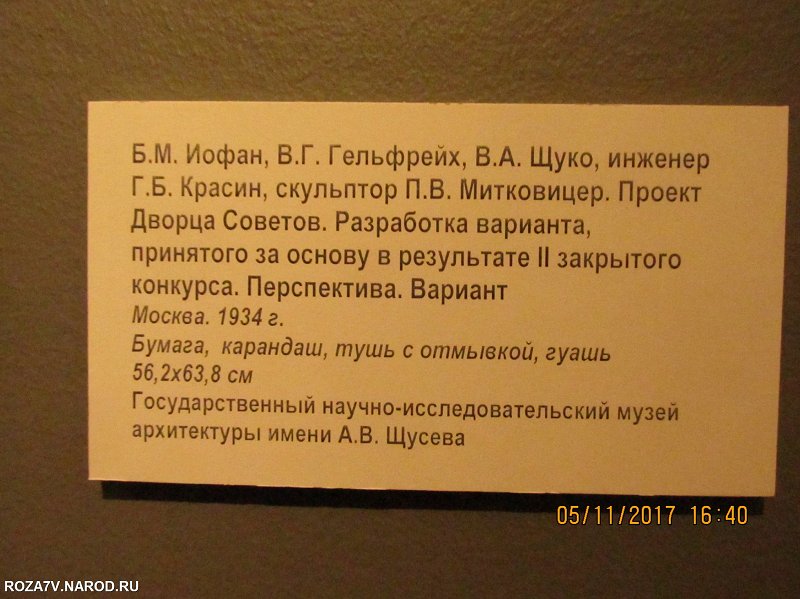 Б.М. Иофан, В.Г. Гельфрейх, В.А. Щуко, инженер
Г.Б. Красин, скульптор П.В. Митковицер. Проект
Дворца Советов. Разработка варианта,
принятого за основу в результате II закрытого
конкурса. Перспектива. Вариант
Москва. 1934 г.
Бумага, карандаш, тушь с отмывкой, гуашь
56,2х63,8 см
Государственный научно-исследовательский музей
архитектуры имени А.В. Щусева
05/11/2017 16:40
ROZA7V.NAROD.RU